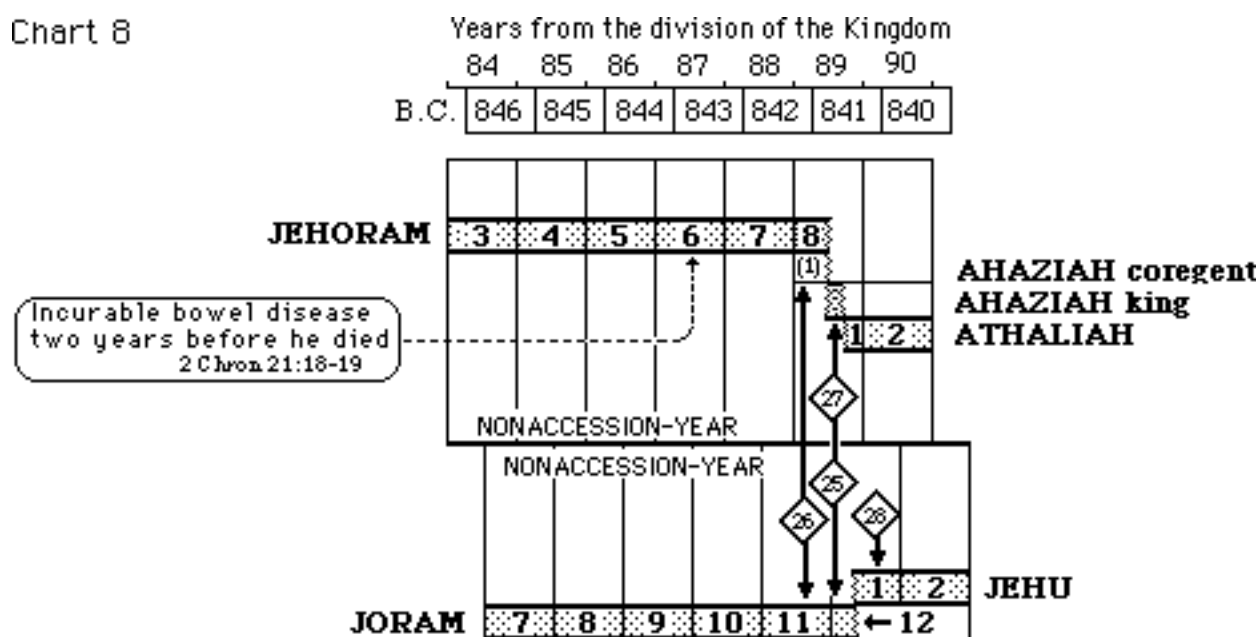 Chart 8
Years from the division of the Kingdom
84 85 86 87 88 89 90
B.C. 846 845 844 843 842 841 840
JEHORAM 3 4 5 6 7 8
(1) AHAZIAH coregent
AHAZIAH king
1 2 ATHALIAH
Incurable bowel disease
two years before he died
2 Chron 21:18-19
27
NONACCESSION-YEAR
NONACCESSION-YEAR
25
26 28
1 2 JEHU
JORAM 7 8 9 10 11 ←12